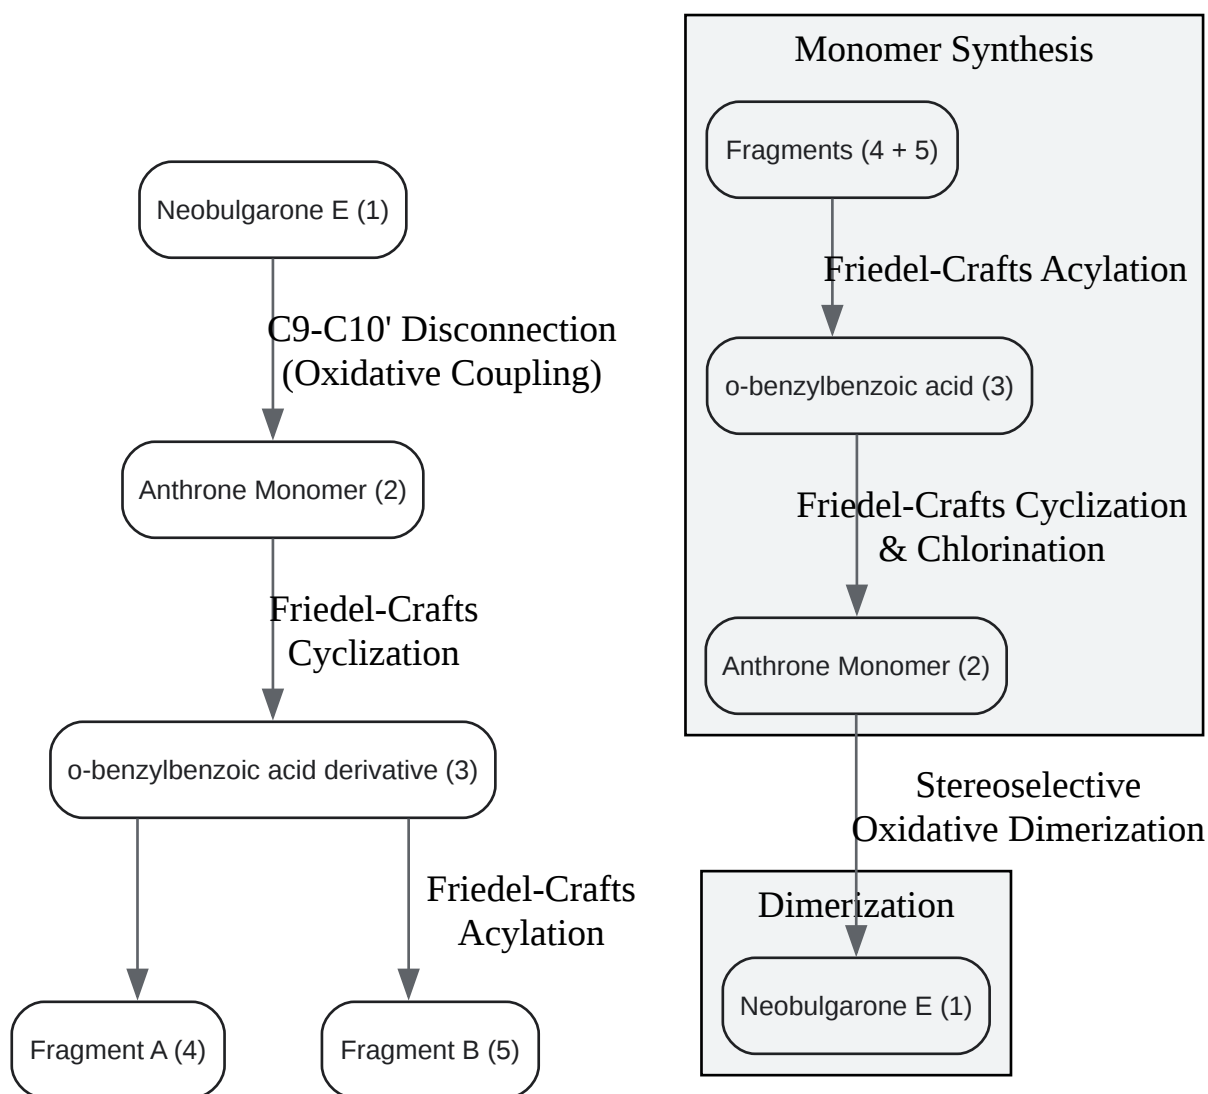 Neobulgarone E (1)
C9-C10' Disconnection
(Oxidative Coupling)
Anthrone Monomer (2)
Friedel-Crafts
Cyclization
o-benzylbenzoic acid derivative (3)
Friedel-Crafts
Acylation
Fragment A (4)
Fragment B (5)
Monomer Synthesis
Fragments (4 + 5)
Friedel-Crafts Acylation
o-benzylbenzoic acid (3)
Friedel-Crafts Cyclization
& Chlorination
Anthrone Monomer (2)
Stereoselective
Oxidative Dimerization
Dimerization
Neobulgarone E (1)